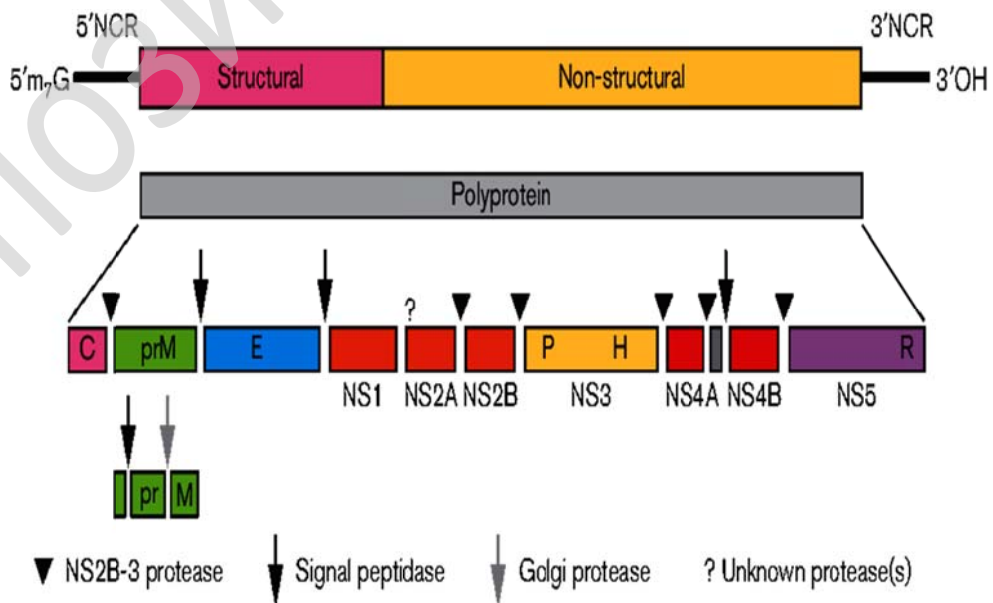 5′NCR 3′NCR
5′m₇G Structural Non-structural 3′OH
Polyprotein
?
C prM E P H R
NS1 NS2A NS2B NS3 NS4A NS4B NS5
pr M
NS2B-3 protease Signal peptidase Golgi protease ? Unknown protease(s)